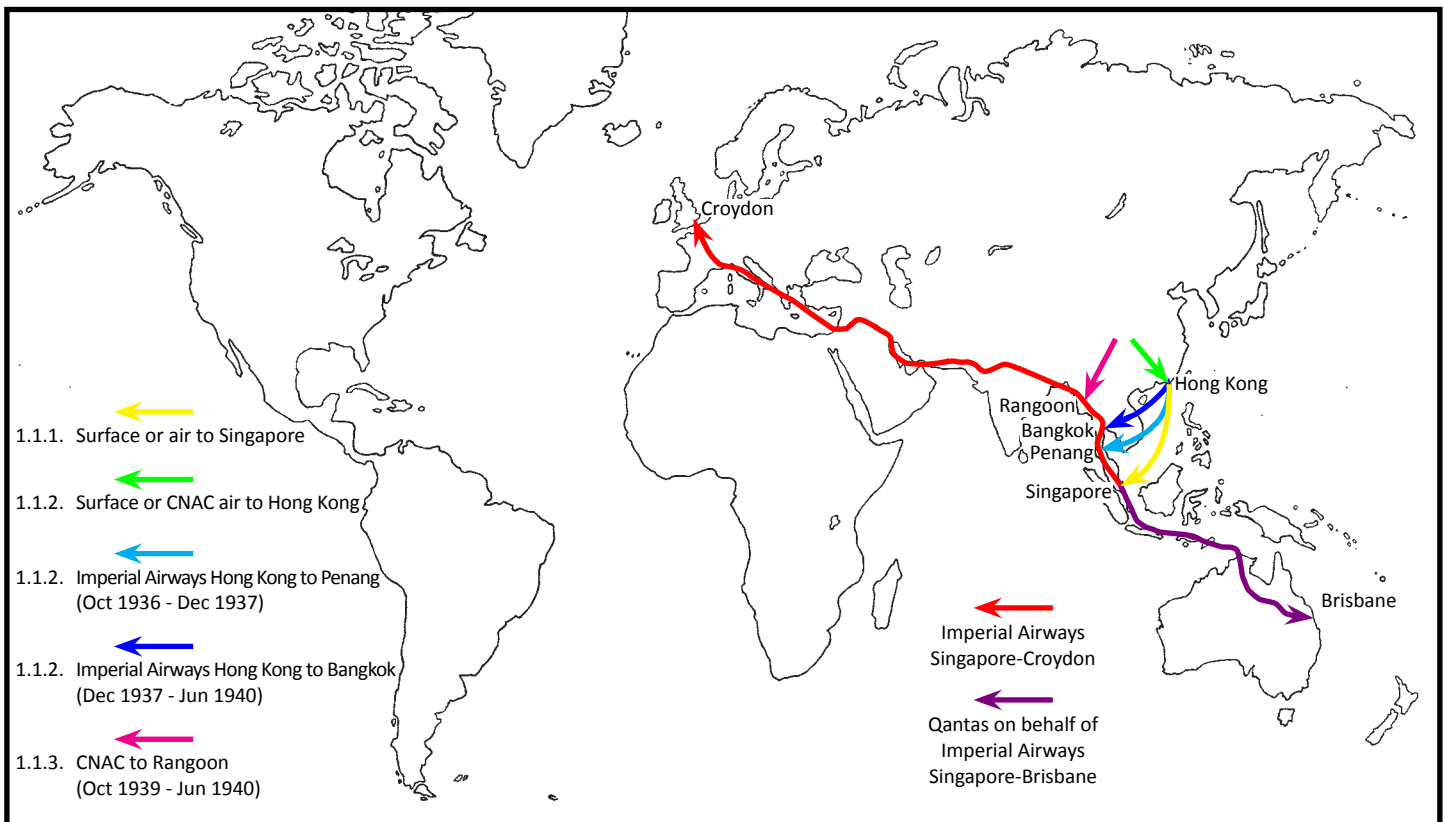 Croydon
Hong Kong
Rangoon
Bangkok
Penang
Singapore
Brisbane
1.1.1. Surface or air to Singapore
1.1.2. Surface or CNAC air to Hong Kong
1.1.2. Imperial Airways Hong Kong to Penang
(Oct 1936 - Dec 1937)
1.1.2. Imperial Airways Hong Kong to Bangkok
(Dec 1937 - Jun 1940)
1.1.3. CNAC to Rangoon
(Oct 1939 - Jun 1940)
Imperial Airways
Singapore-Croydon
Qantas on behalf of
Imperial Airways
Singapore-Brisbane